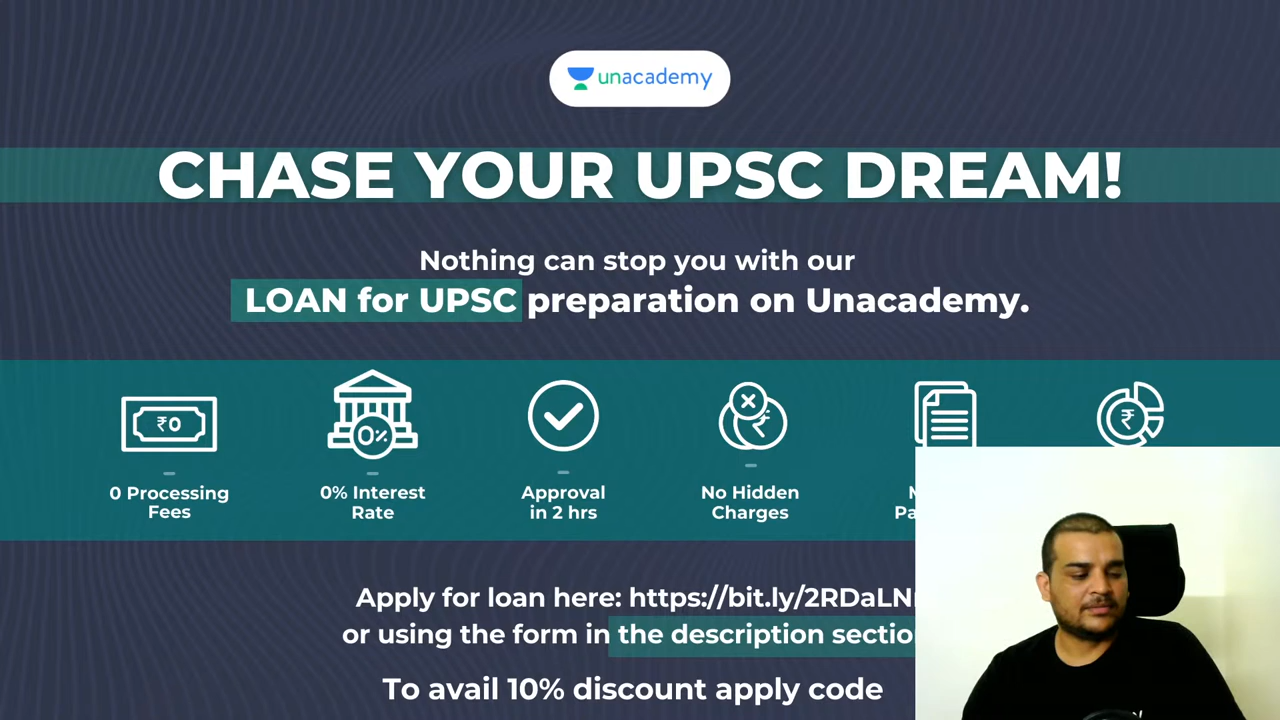 unacademy
CHASE YOUR UPSC DREAM!
Nothing can stop you with our
LOAN for UPSC preparation on Unacademy.
₹0
0%
₹
₹
0 Processing
Fees
0% Interest
Rate
Approval
in 2 hrs
No Hidden
Charges
Apply for loan here: https://bit.ly/2RDaLN
or using the form in the description sectio
To avail 10% discount apply code